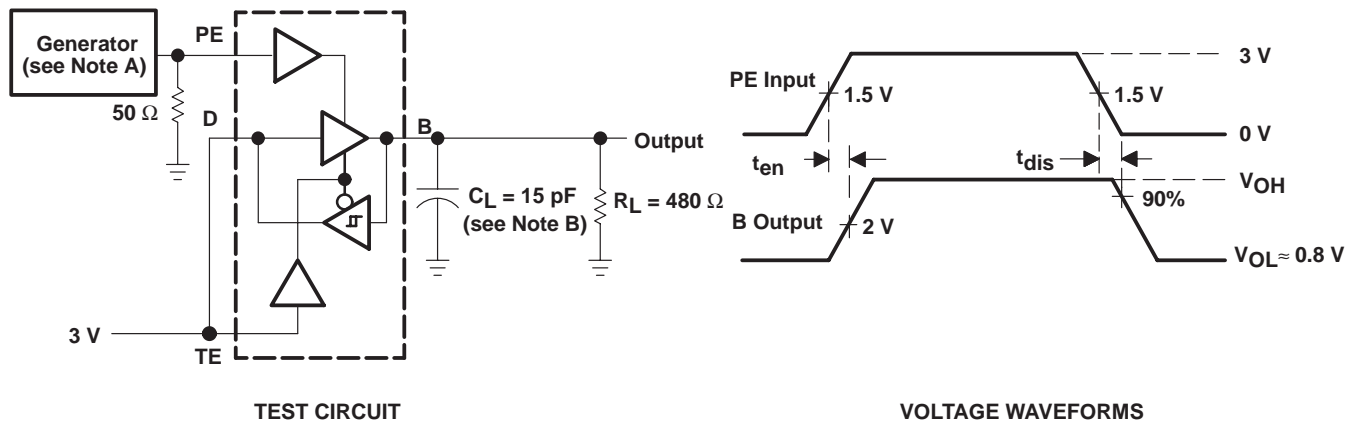 Generator
(see Note A)
PE
50 Ω
D
B
Output
C_L = 15 pF
(see Note B)
R_L = 480 Ω
3 V
TE
TEST CIRCUIT
PE Input
1.5 V
1.5 V
3 V
0 V
t_en
t_dis
V_OH
90%
B Output
2 V
V_OL ≈ 0.8 V
VOLTAGE WAVEFORMS